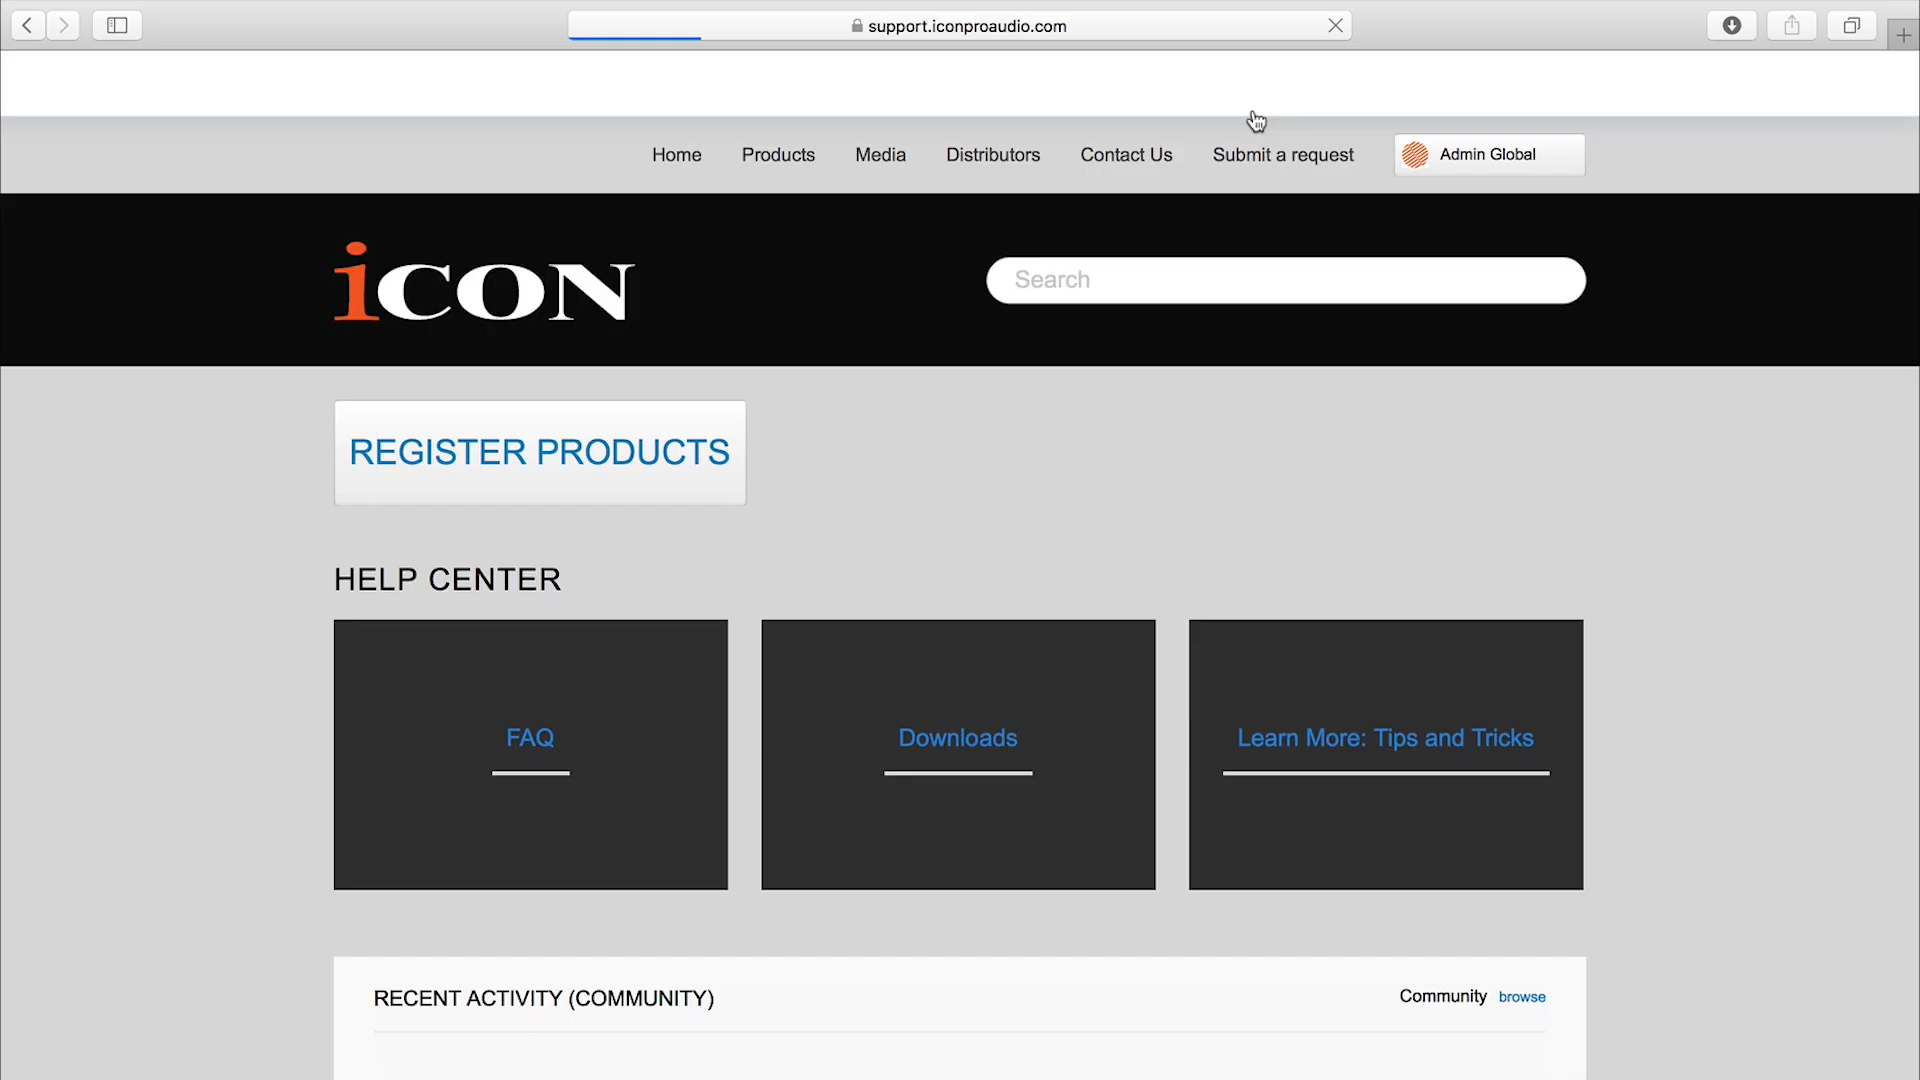 support.iconproaudio.com
Home Products Media Distributors Contact Us Submit a request Admin Global
iCON
Search
REGISTER PRODUCTS
HELP CENTER
FAQ
Downloads
Learn More: Tips and Tricks
RECENT ACTIVITY (COMMUNITY)
Community browse